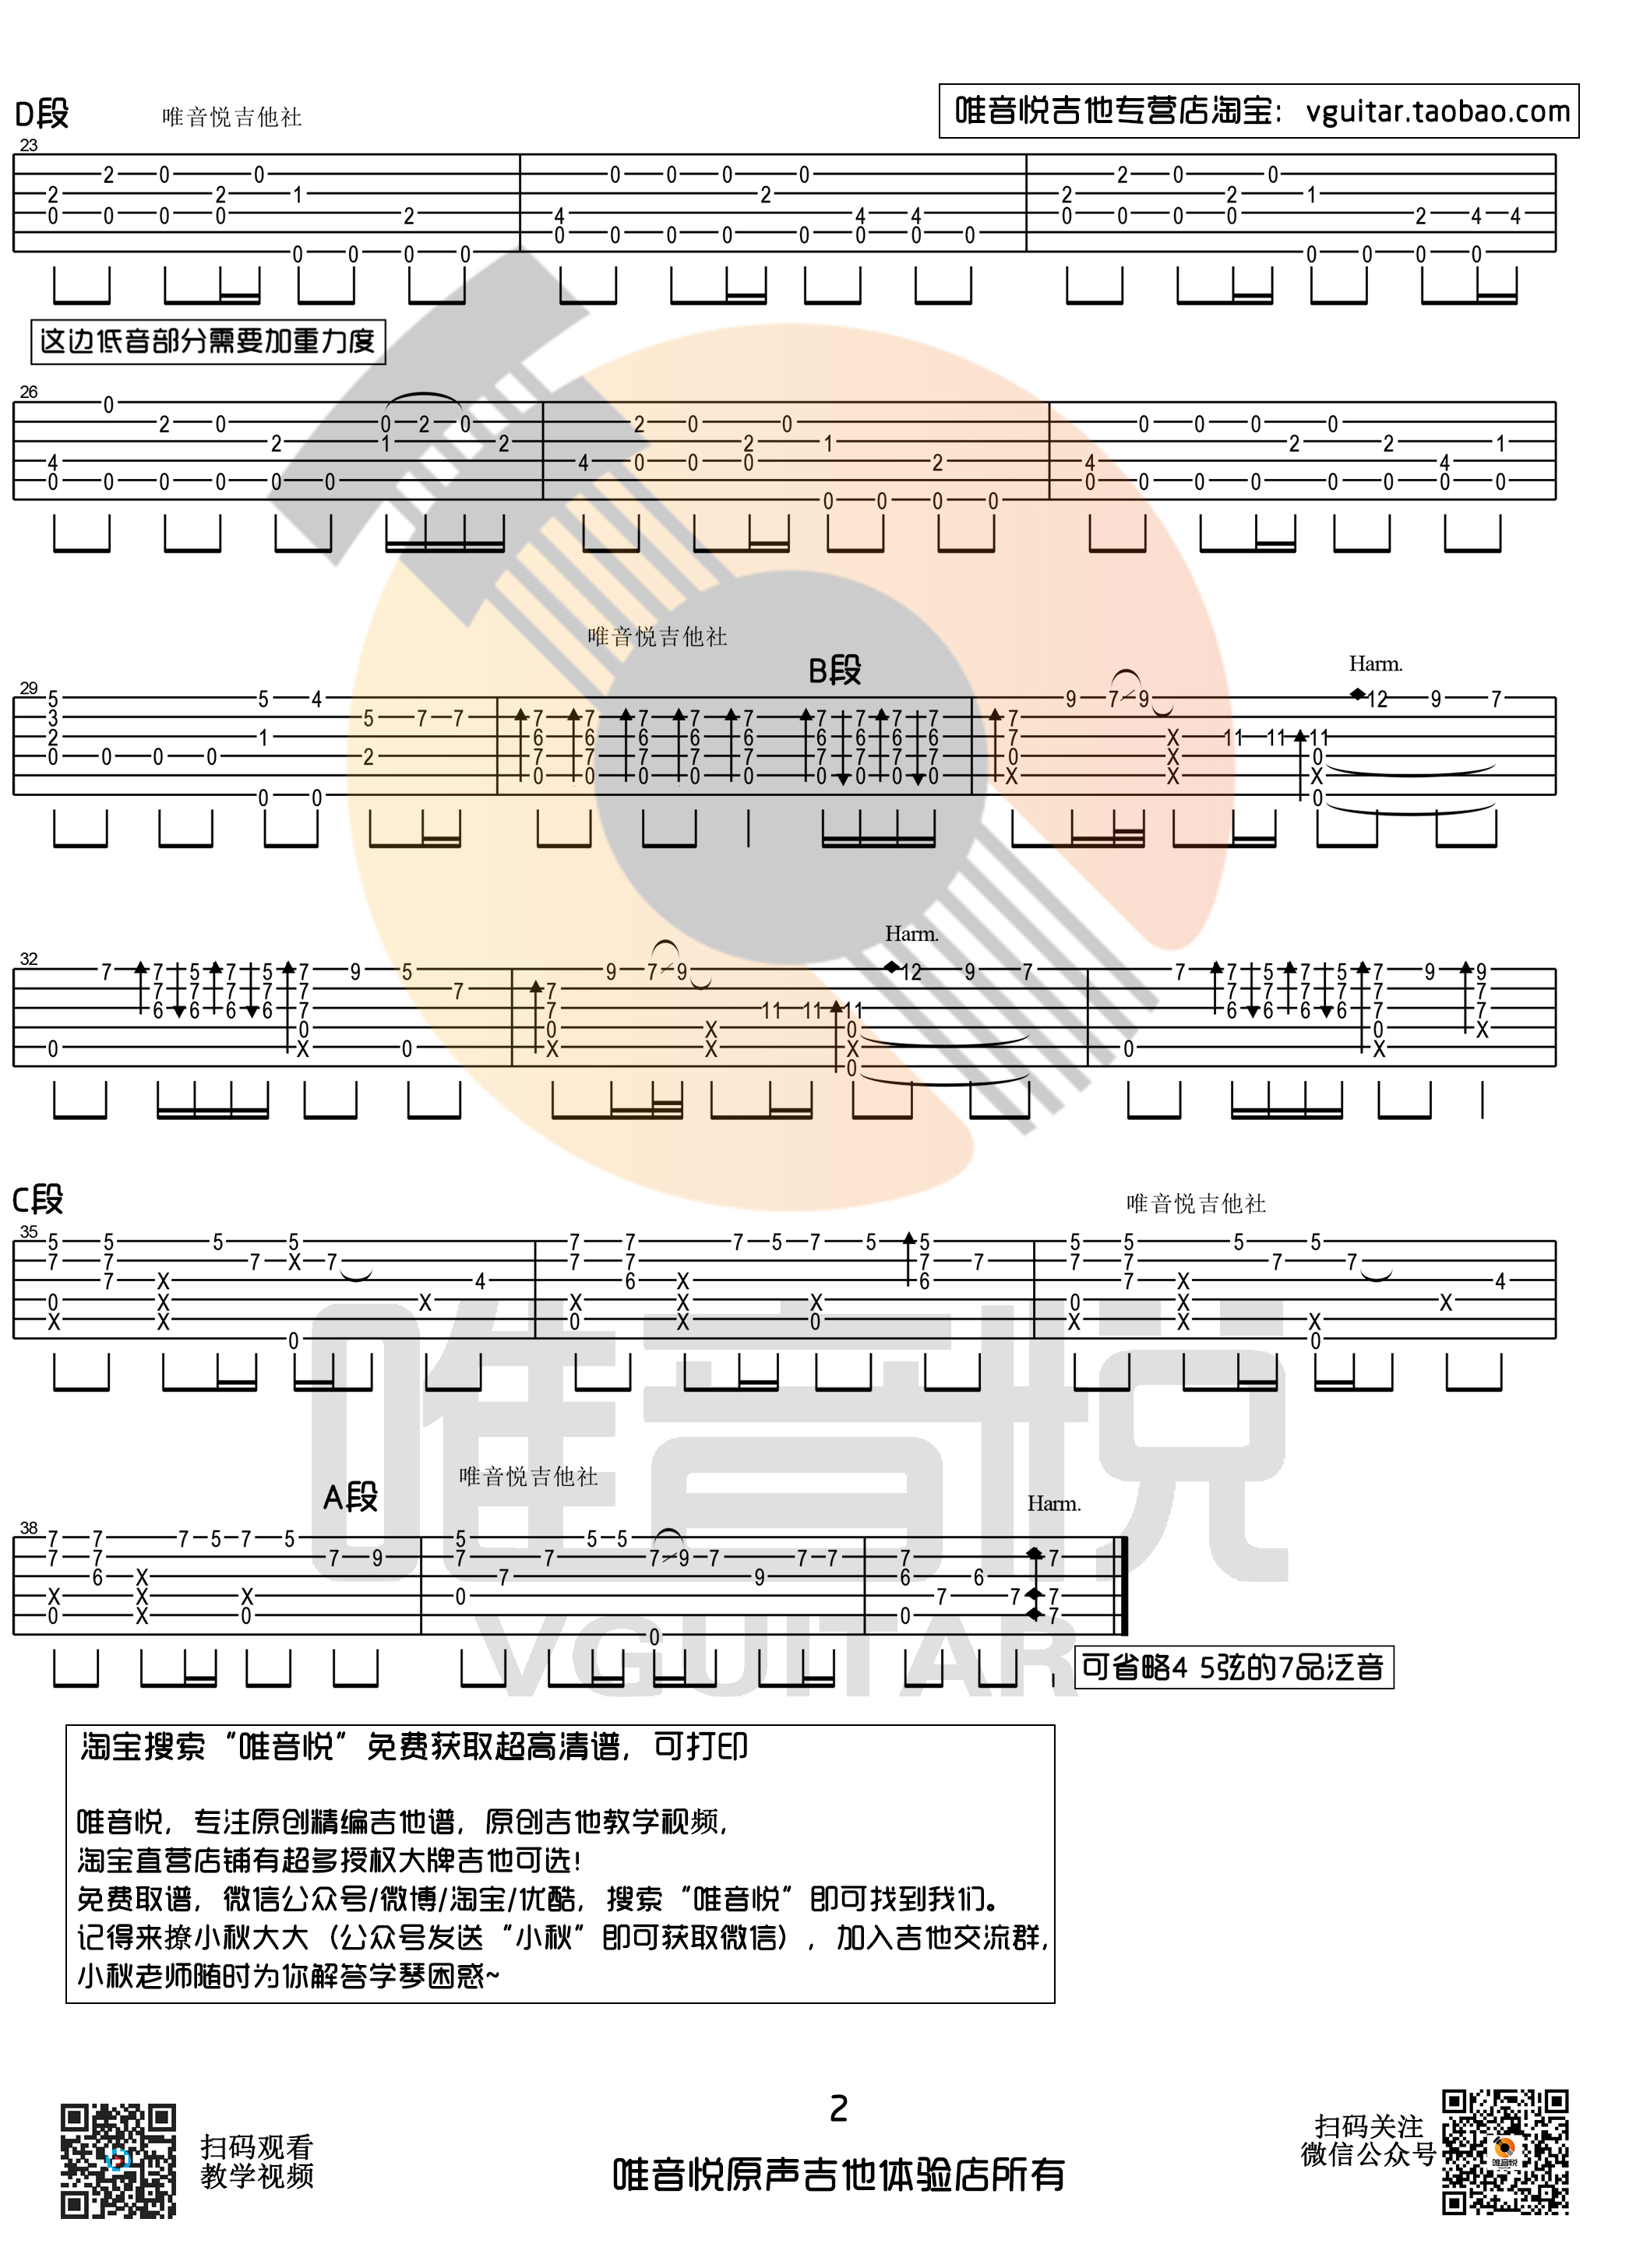 D段 唯音悦吉他社 唯音悦吉他专营店淘宝：vguitar.taobao.com
23
这边低音部分需要加重力度
26
唯音悦吉他社
B段 Harm.
29
Harm.
32
C段 唯音悦吉他社
35
唯音悦
A段 唯音悦吉他社 Harm.
38
VGUITAR
可省略4 5弦的7品泛音
淘宝搜索“唯音悦”免费获取超高清谱，可打印
唯音悦，专注原创精编吉他谱，原创吉他教学视频，
淘宝直营店铺有超多授权大牌吉他可选！
免费取谱，微信公众号/微博/淘宝/优酷，搜索“唯音悦”即可找到我们。
记得来撩小秋大大（公众号发送“小秋”即可获取微信），加入吉他交流群，
小秋老师随时为你解答学琴困惑~
扫码观看
教学视频
2
唯音悦原声吉他体验店所有
扫码关注
微信公众号
唯音悦